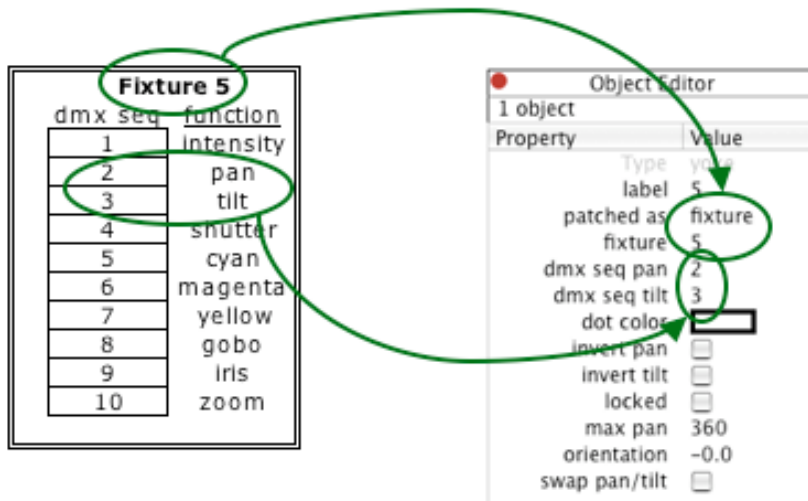 Fixture 5
dmx seq function
1 intensity
2 pan
3 tilt
4 shutter
5 cyan
6 magenta
7 yellow
8 gobo
9 iris
10 zoom
Object Editor
1 object
Property Value
Type yoke
label 5
patched as fixture
fixture 5
dmx seq pan 2
dmx seq tilt 3
dot color
invert pan
invert tilt
locked
max pan 360
orientation -0.0
swap pan/tilt